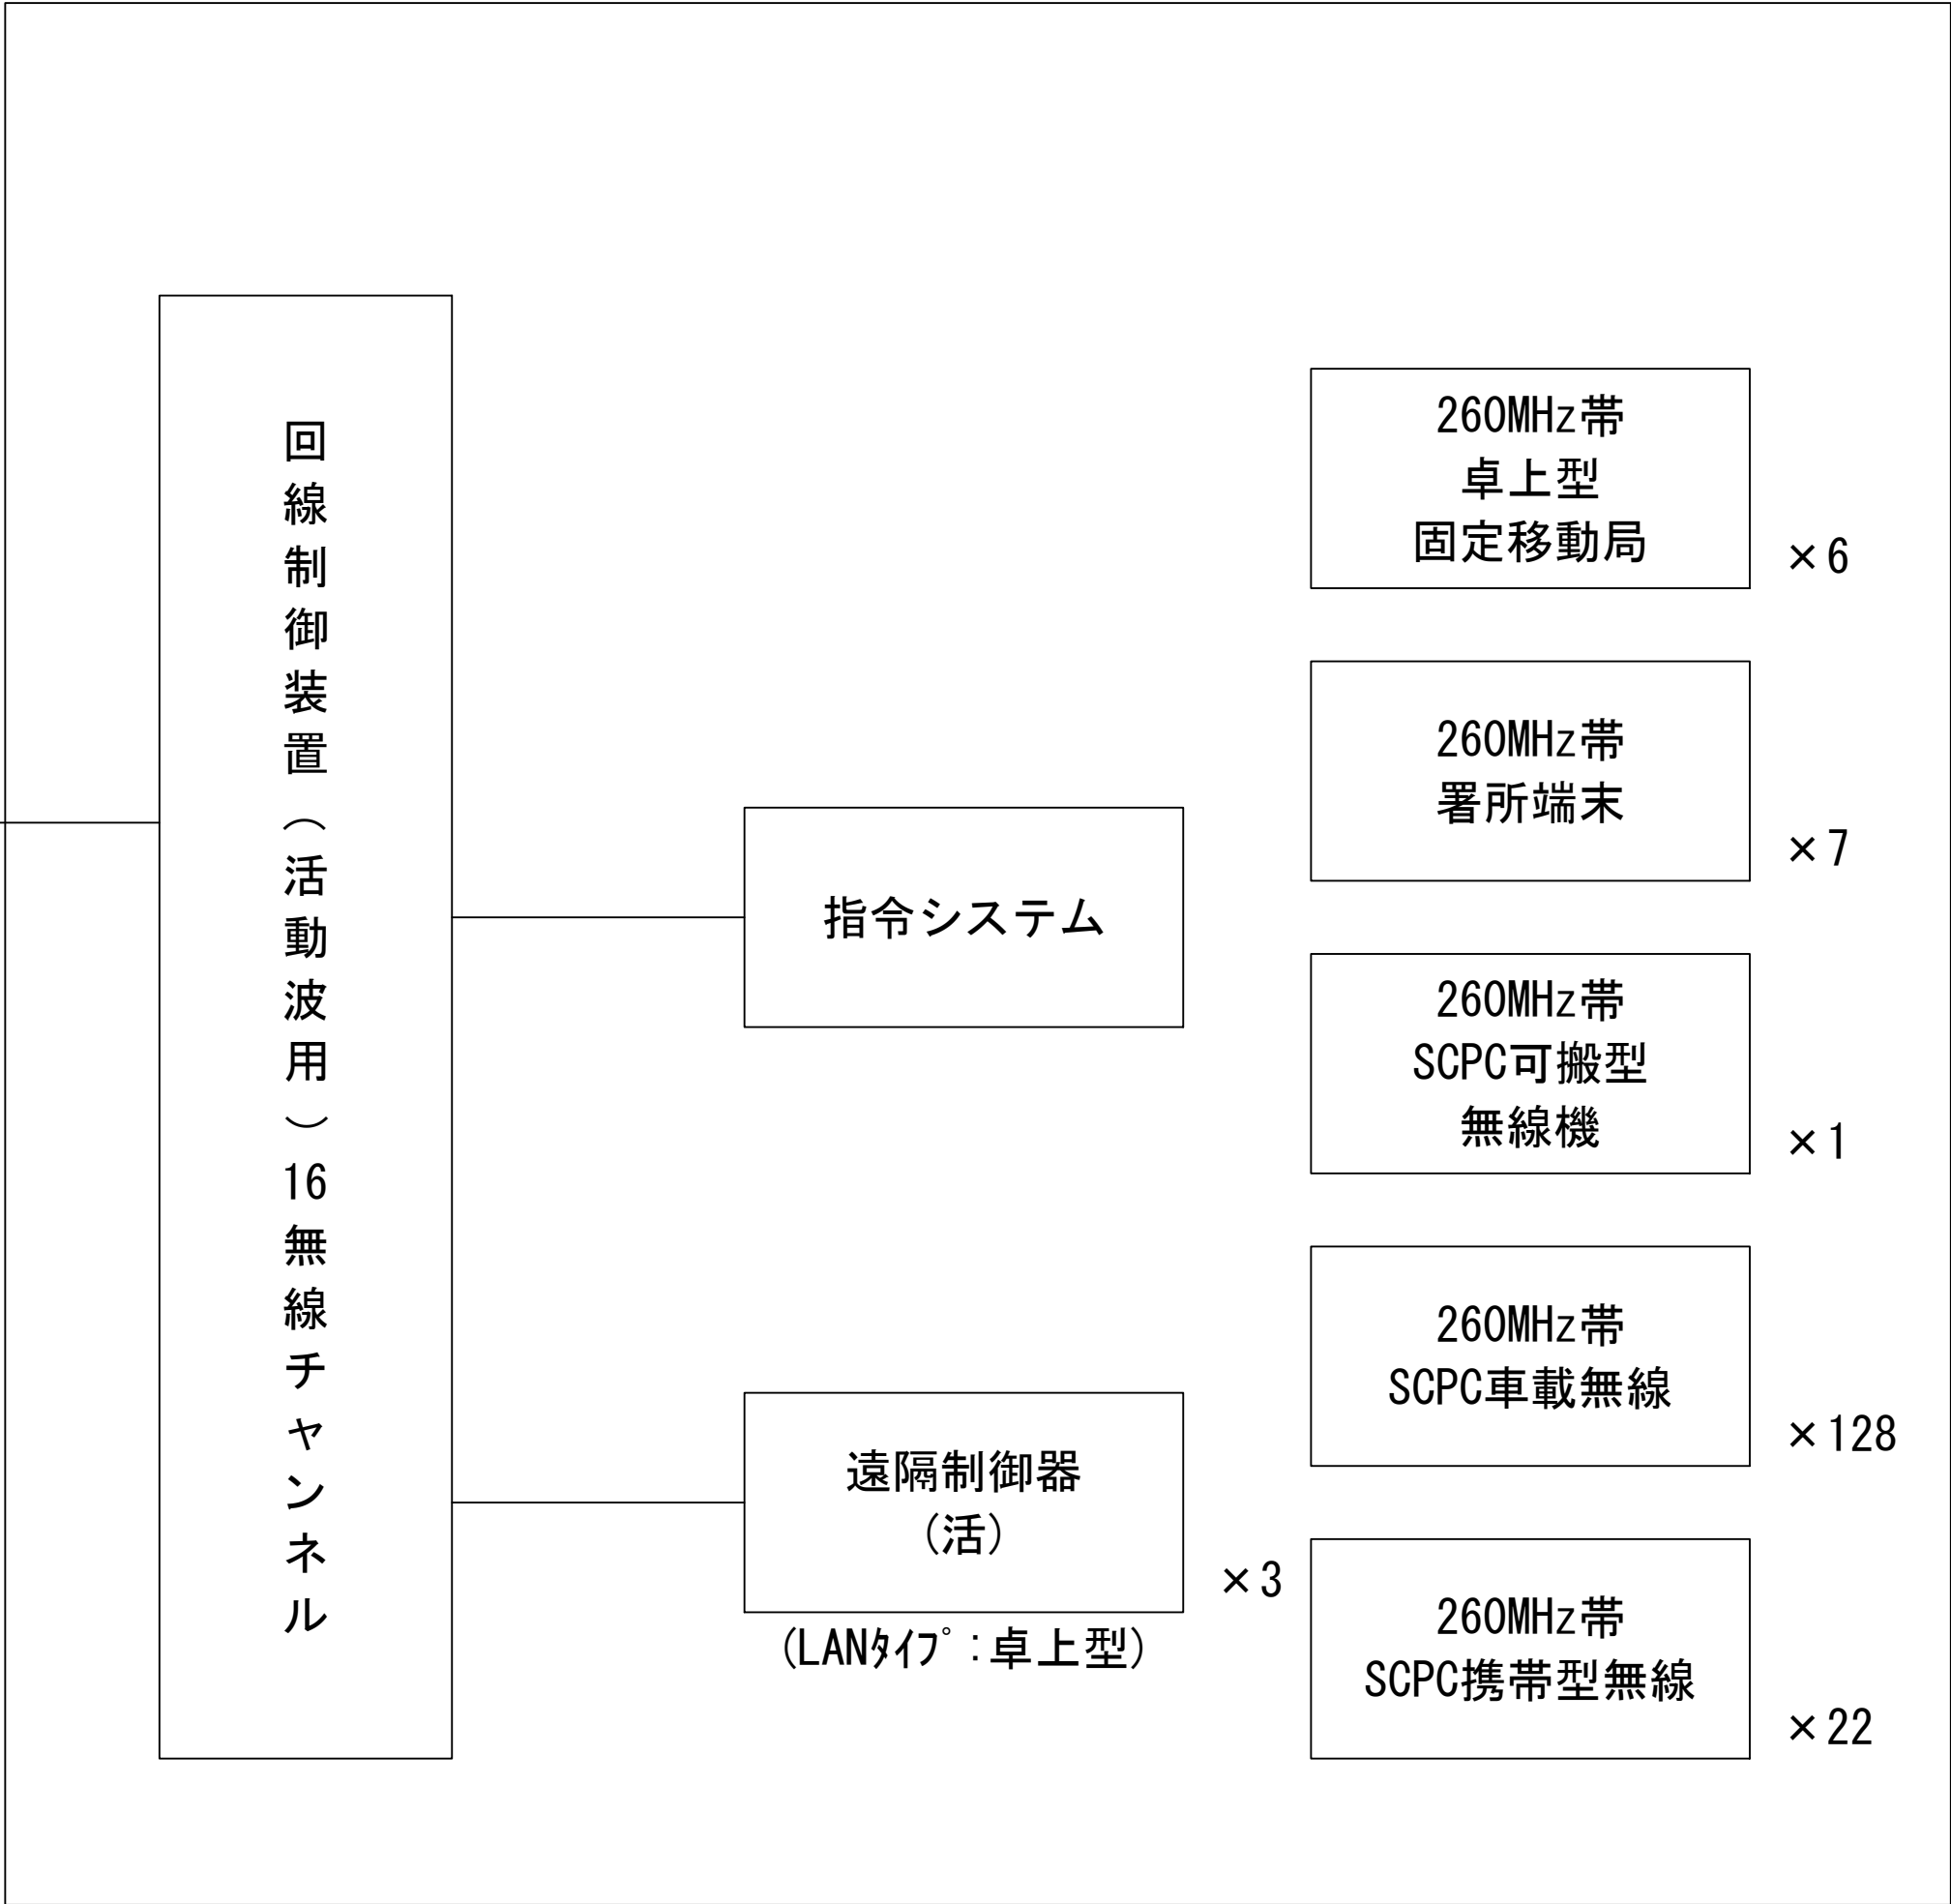 回線制御装置（活動波用）16無線チャンネル
指令システム
遠隔制御器
(活)
×3
(LANﾀｲﾌﾟ:卓上型)
260MHz帯
卓上型
固定移動局
×6
260MHz帯
署所端末
×7
260MHz帯
SCPC可搬型
無線機
×1
260MHz帯
SCPC車載無線
×128
260MHz帯
SCPC携帯型無線
×22